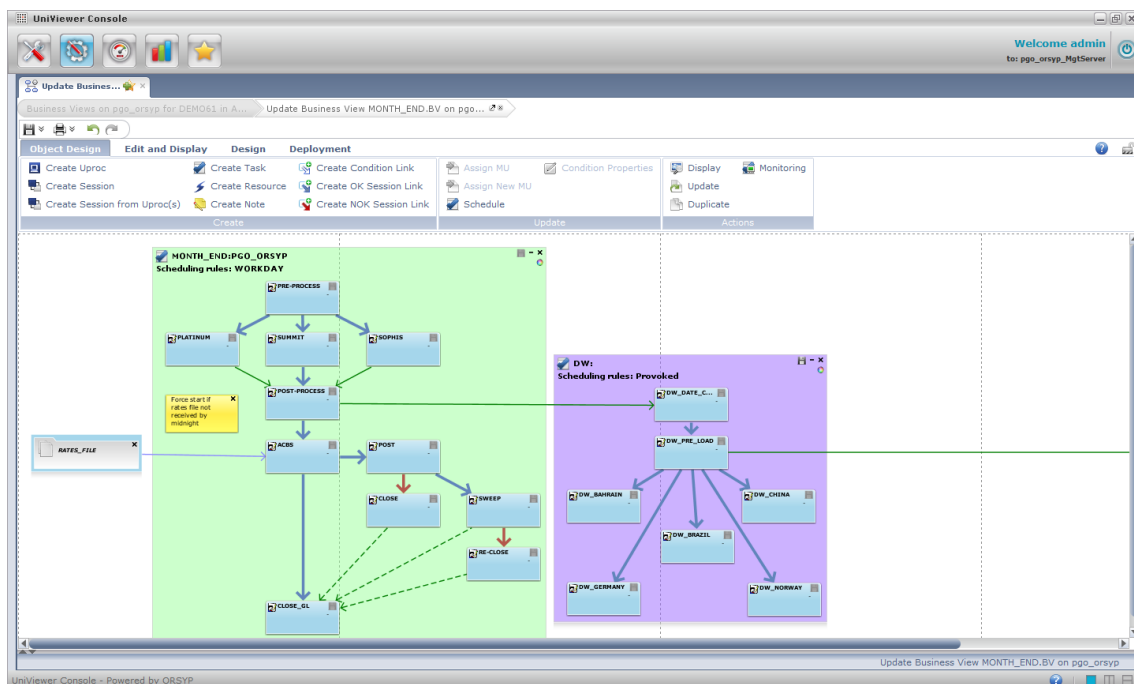 UniViewer Console
Welcome admin
to: pgo_orsyp_MgtServer
Update Busines...
Business Views on pgo_orsyp for DEMO61 in A...
Update Business View MONTH_END.BV on pgo...
Object Design
Edit and Display
Design
Deployment
Create Uproc
Create Task
Create Condition Link
Assign MU
Condition Properties
Display
Monitoring
Create Session
Create Resource
Create OK Session Link
Assign New MU
Update
Create Session from Uproc(s)
Create Note
Create NOK Session Link
Schedule
Duplicate
Create
Update
Actions
MONTH_END:PGO_ORSYP
Scheduling rules: WORKDAY
PRE-PROCESS
PLATINUM
SUMMIT
SOPHIS
DW:
Scheduling rules: Provoked
POST-PROCESS
DW_DATE_C...
Force start if
rates file not
received by
midnight
RATES_FILE
ACBS
POST
DW_PRE_LOAD
CLOSE
SWEEP
DW_BAHRAIN
DW_CHINA
DW_BRAZIL
RE-CLOSE
DW_GERMANY
DW_NORWAY
CLOSE_GL
Update Business View MONTH_END.BV on pgo_orsyp
UniViewer Console - Powered by ORSYP